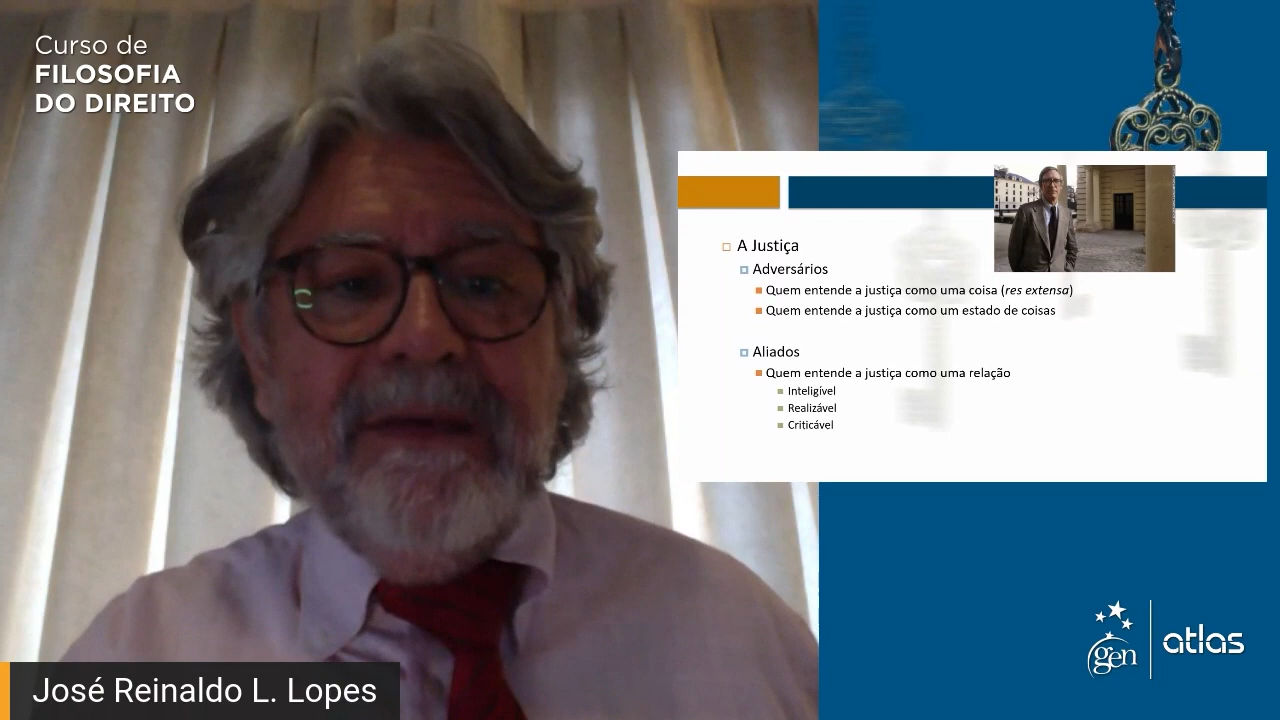 Curso de
FILOSOFIA
DO DIREITO
A Justiça
Adversários
Quem entende a justiça como uma coisa (res extensa)
Quem entende a justiça como um estado de coisas
Aliados
Quem entende a justiça como uma relação
Inteligível
Realizável
Criticável
gen
atlas
José Reinaldo L. Lopes